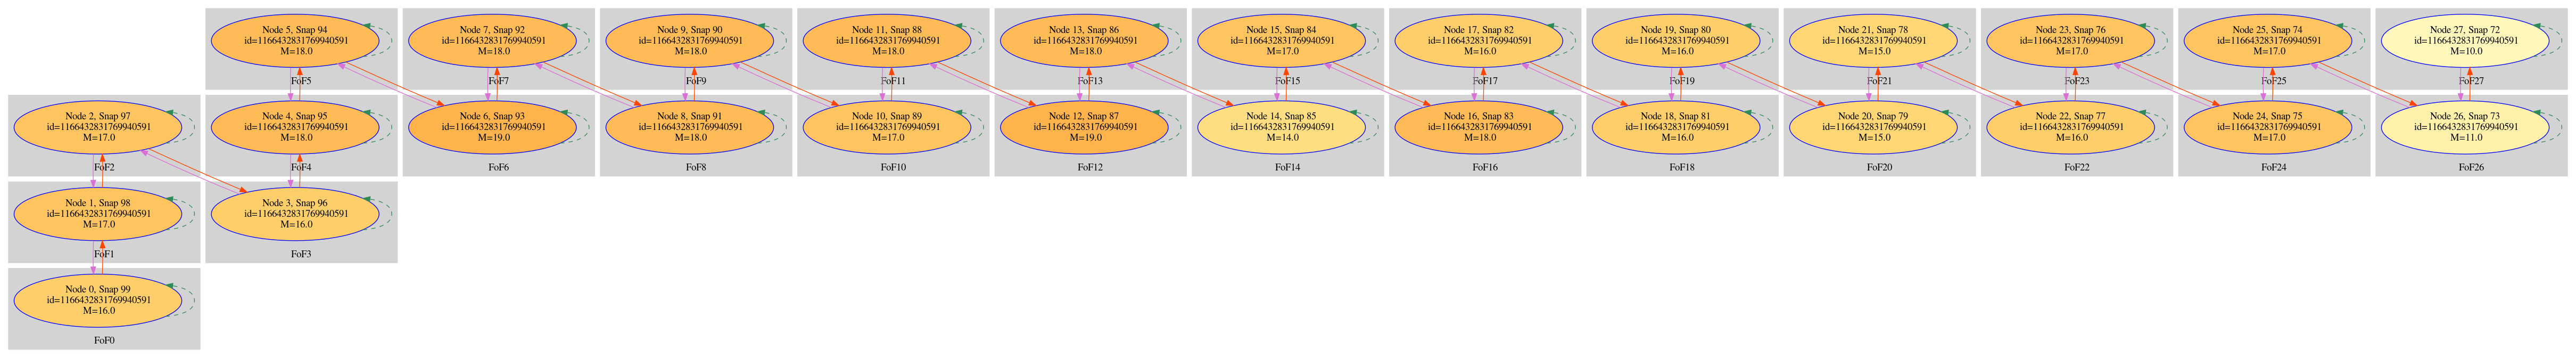 Node 5, Snap 94
id=1166432831769940591
M=18.0
FoF5
Node 7, Snap 92
id=1166432831769940591
M=18.0
FoF7
Node 9, Snap 90
id=1166432831769940591
M=18.0
FoF9
Node 11, Snap 88
id=1166432831769940591
M=18.0
FoF11
Node 13, Snap 86
id=1166432831769940591
M=18.0
FoF13
Node 15, Snap 84
id=1166432831769940591
M=17.0
FoF15
Node 17, Snap 82
id=1166432831769940591
M=16.0
FoF17
Node 19, Snap 80
id=1166432831769940591
M=16.0
FoF19
Node 21, Snap 78
id=1166432831769940591
M=15.0
FoF21
Node 23, Snap 76
id=1166432831769940591
M=17.0
FoF23
Node 25, Snap 74
id=1166432831769940591
M=17.0
FoF25
Node 27, Snap 72
id=1166432831769940591
M=10.0
FoF27
Node 2, Snap 97
id=1166432831769940591
M=17.0
FoF2
Node 4, Snap 95
id=1166432831769940591
M=18.0
FoF4
Node 6, Snap 93
id=1166432831769940591
M=19.0
FoF6
Node 8, Snap 91
id=1166432831769940591
M=18.0
FoF8
Node 10, Snap 89
id=1166432831769940591
M=17.0
FoF10
Node 12, Snap 87
id=1166432831769940591
M=19.0
FoF12
Node 14, Snap 85
id=1166432831769940591
M=14.0
FoF14
Node 16, Snap 83
id=1166432831769940591
M=18.0
FoF16
Node 18, Snap 81
id=1166432831769940591
M=16.0
FoF18
Node 20, Snap 79
id=1166432831769940591
M=15.0
FoF20
Node 22, Snap 77
id=1166432831769940591
M=16.0
FoF22
Node 24, Snap 75
id=1166432831769940591
M=17.0
FoF24
Node 26, Snap 73
id=1166432831769940591
M=11.0
FoF26
Node 1, Snap 98
id=1166432831769940591
M=17.0
FoF1
Node 3, Snap 96
id=1166432831769940591
M=16.0
FoF3
Node 0, Snap 99
id=1166432831769940591
M=16.0
FoF0